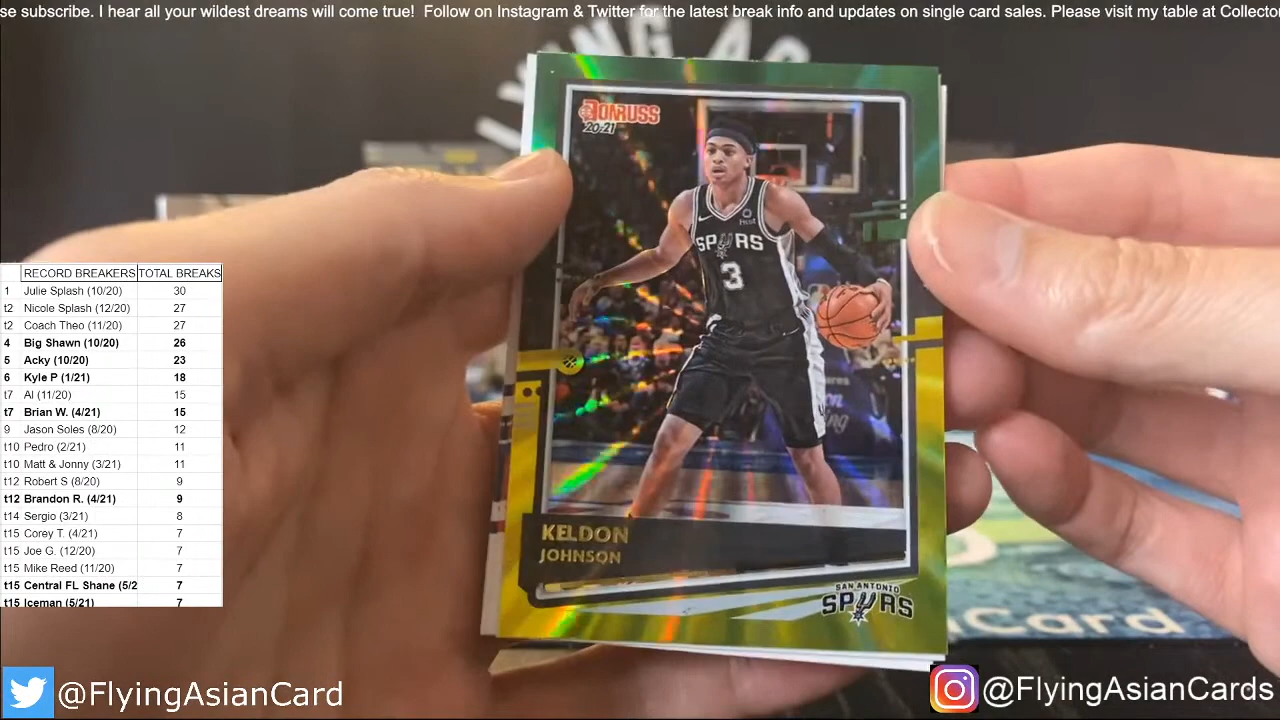 se subscribe. I hear all your wildest dreams will come true! Follow on Instagram & Twitter for the latest break info and updates on single card sales. Please visit my table at Collecto
DONRUSS
20-21
SPURS
3
KELDON
JOHNSON
SAN ANTONIO
SPURS
Card
RECORD BREAKERS TOTAL BREAKS
1 Julie Splash (10/20) 30
t2 Nicole Splash (12/20) 27
t2 Coach Theo (11/20) 27
4 Big Shawn (10/20) 26
5 Acky (10/20) 23
6 Kyle P (1/21) 18
t7 Al (11/20) 15
t7 Brian W. (4/21) 15
9 Jason Soles (8/20) 12
t10 Pedro (2/21) 11
t10 Matt & Jonny (3/21) 11
t12 Robert S (8/20) 9
t12 Brandon R. (4/21) 9
t14 Sergio (3/21) 8
t15 Corey T. (4/21) 7
t15 Joe G. (12/20) 7
t15 Mike Reed (11/20) 7
t15 Central FL Shane (5/2 7
t15 Iceman (5/21) 7
@FlyingAsianCard
@FlyingAsianCards